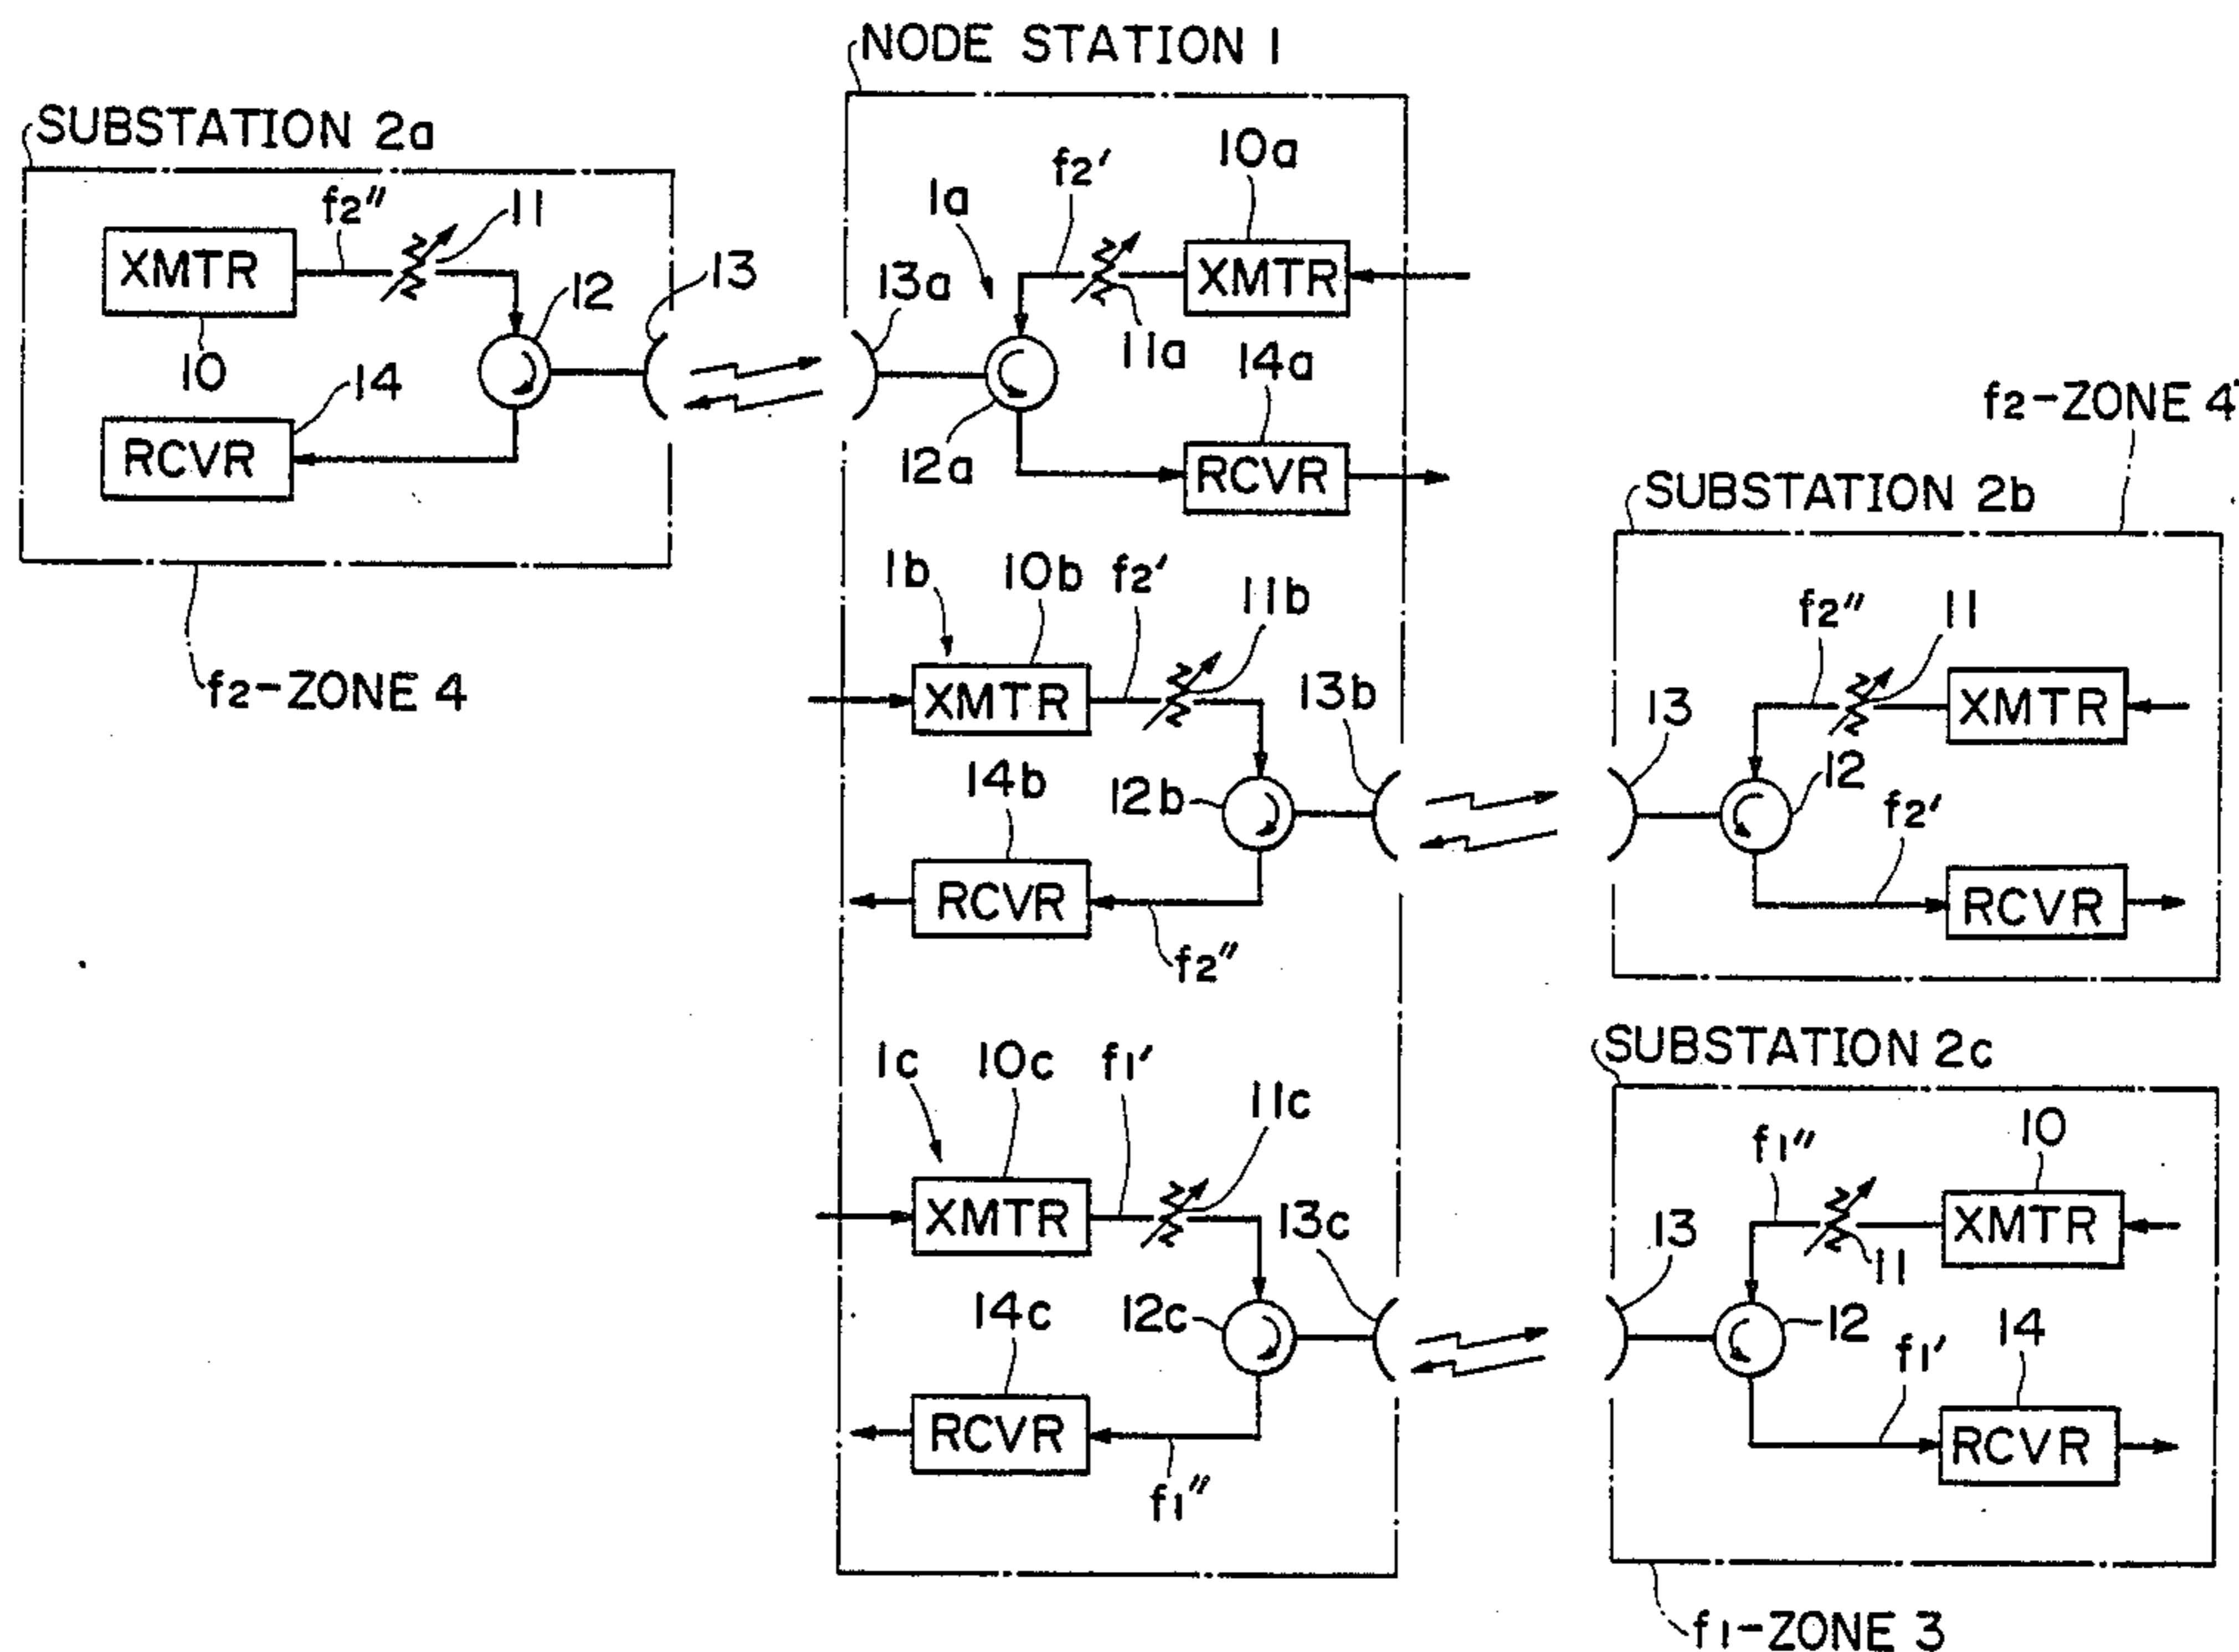 NODE STATION 1
SUBSTATION 2a
f2″
11
XMTR
10
12
13
14
RCVR
f2-ZONE 4
1a
f2′
10a
XMTR
11a
13a
12a
14a
RCVR
1b
10b
f2′
11b
XMTR
13b
14b
12b
RCVR
f2″
1c
10c
f1′
11c
XMTR
13c
14c
12c
RCVR
f1″
f2-ZONE 4'
SUBSTATION 2b
f2″
11
XMTR
13
12
f2′
RCVR
SUBSTATION 2c
10
f1″
XMTR
13
11
12
14
f1′
RCVR
f1-ZONE 3